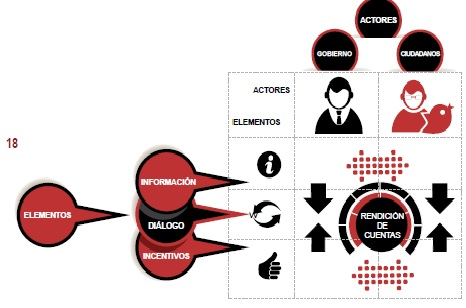 ACTORES
GOBIERNO
CIUDADANOS
ACTORES
ELEMENTOS
18
INFORMACIÓN
ELEMENTOS
DIÁLOGO
INCENTIVOS
i
RENDICIÓN
DE
CUENTAS